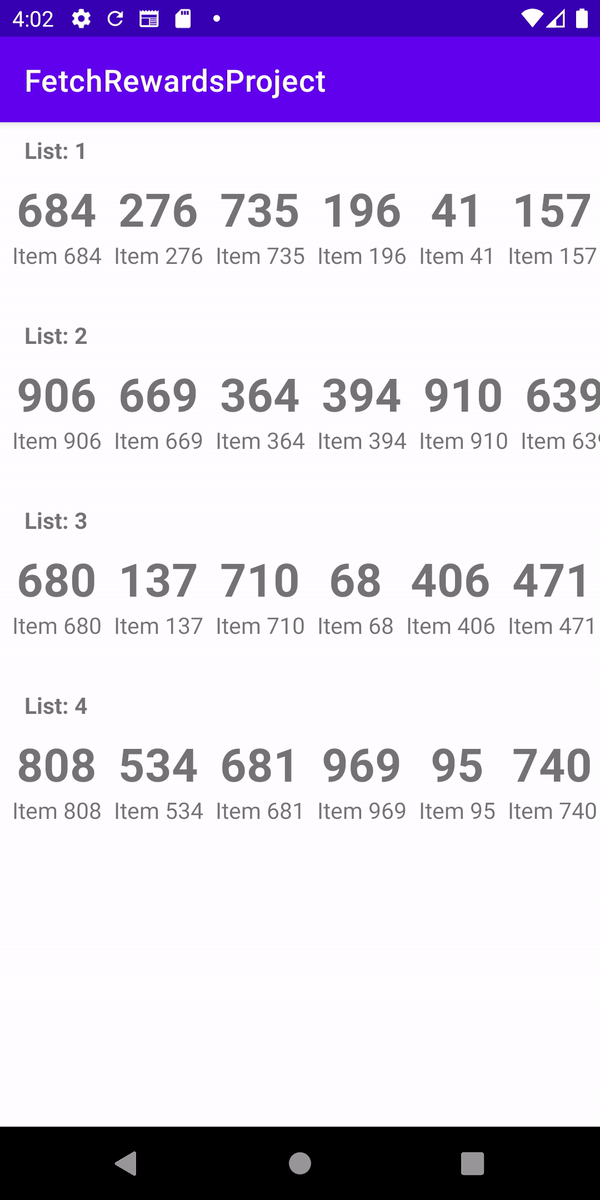 4:02
FetchRewardsProject
List: 1
684 276 735 196 41 157
Item 684 Item 276 Item 735 Item 196 Item 41 Item 157
List: 2
906 669 364 394 910 639
Item 906 Item 669 Item 364 Item 394 Item 910 Item 639
List: 3
680 137 710 68 406 471
Item 680 Item 137 Item 710 Item 68 Item 406 Item 471
List: 4
808 534 681 969 95 740
Item 808 Item 534 Item 681 Item 969 Item 95 Item 740